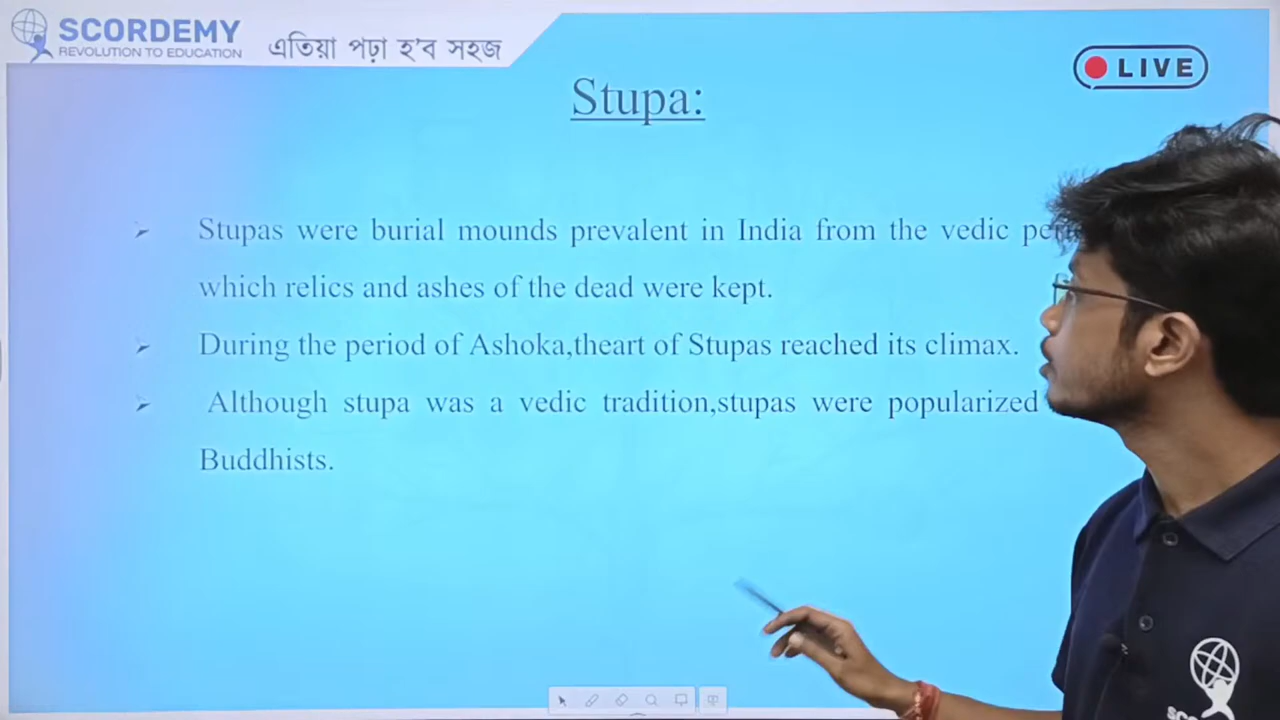 SCORDEMY
REVOLUTION TO EDUCATION
এতিয়া পঢ়া হ'ব সহজ
LIVE
Stupa:
➢ Stupas were burial mounds prevalent in India from the vedic
which relics and ashes of the dead were kept.
➢ During the period of Ashoka,theart of Stupas reached its climax.
➢ Although stupa was a vedic tradition,stupas were popularized
Buddhists.